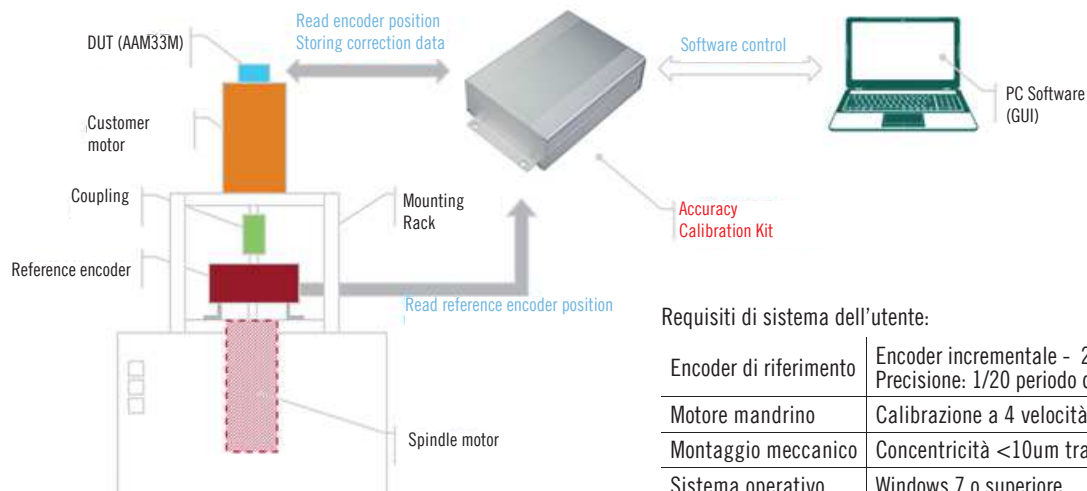 Read encoder position
Storing correction data
DUT (AAM33M)
Software control
PC Software
(GUI)
Customer
motor
Coupling
Mounting
Rack
Accuracy
Calibration Kit
Reference encoder
Read reference encoder position
Requisiti di sistema dell'utente:
Encoder di riferimento
Encoder incrementale -
Precisione: 1/20 periodo
Motore mandrino
Calibrazione a 4 velocità
Montaggio meccanico
Concentricità <10um tra
Spindle motor
Sistema operativo
Windows 7 o superiore